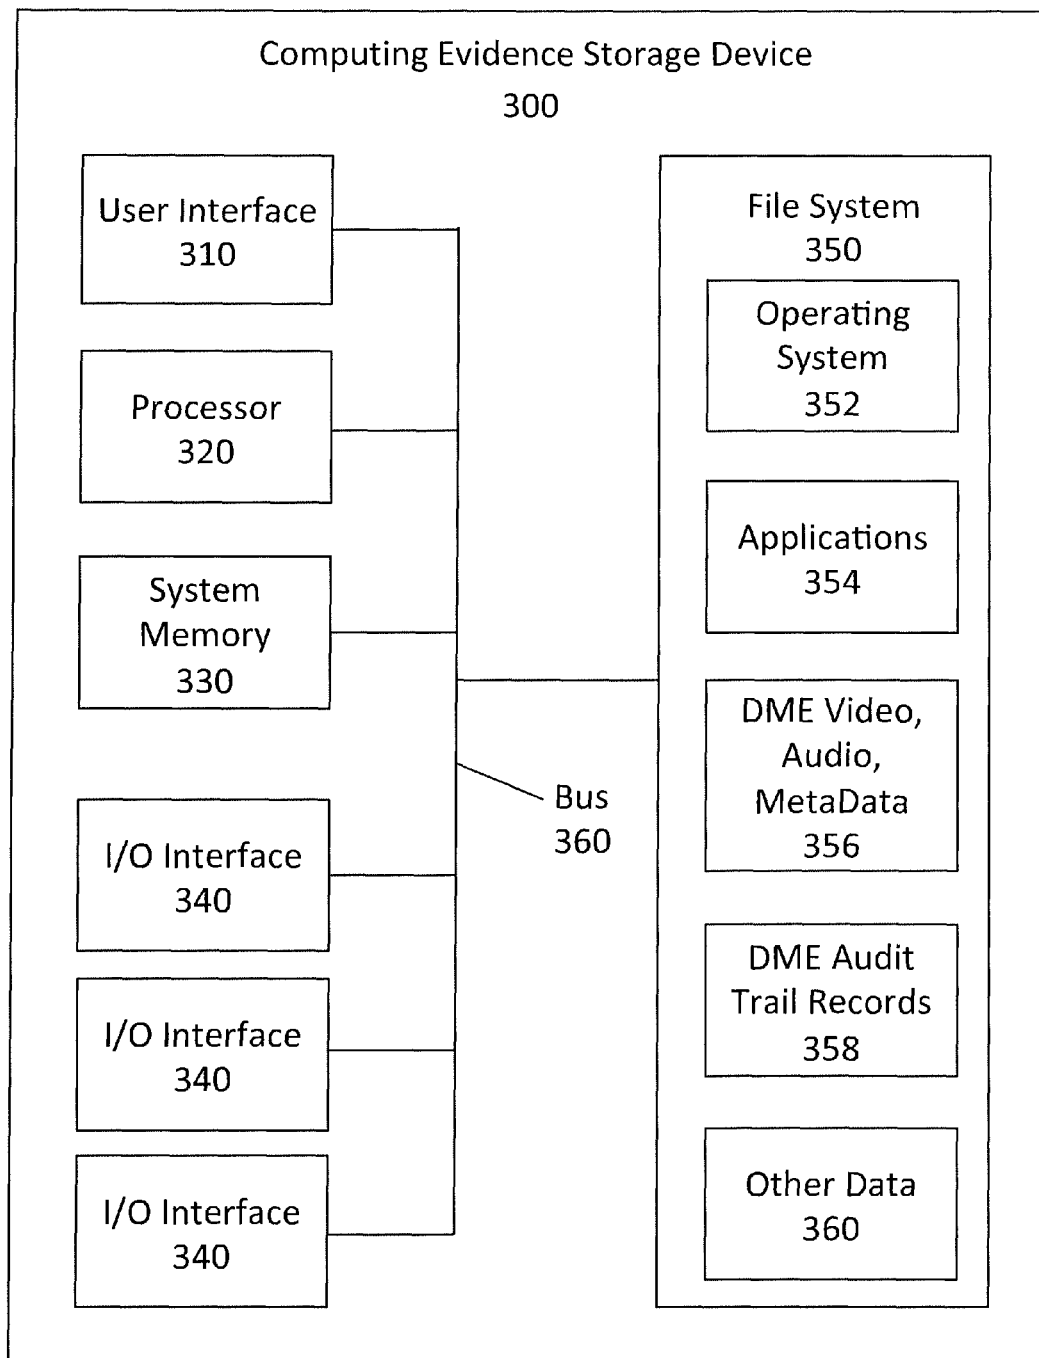 Computing Evidence Storage Device
300
User Interface
310
Processor
320
System
Memory
330
I/O Interface
340
I/O Interface
340
I/O Interface
340
Bus
360
File System
350
Operating
System
352
Applications
354
DME Video,
Audio,
MetaData
356
DME Audit
Trail Records
358
Other Data
360